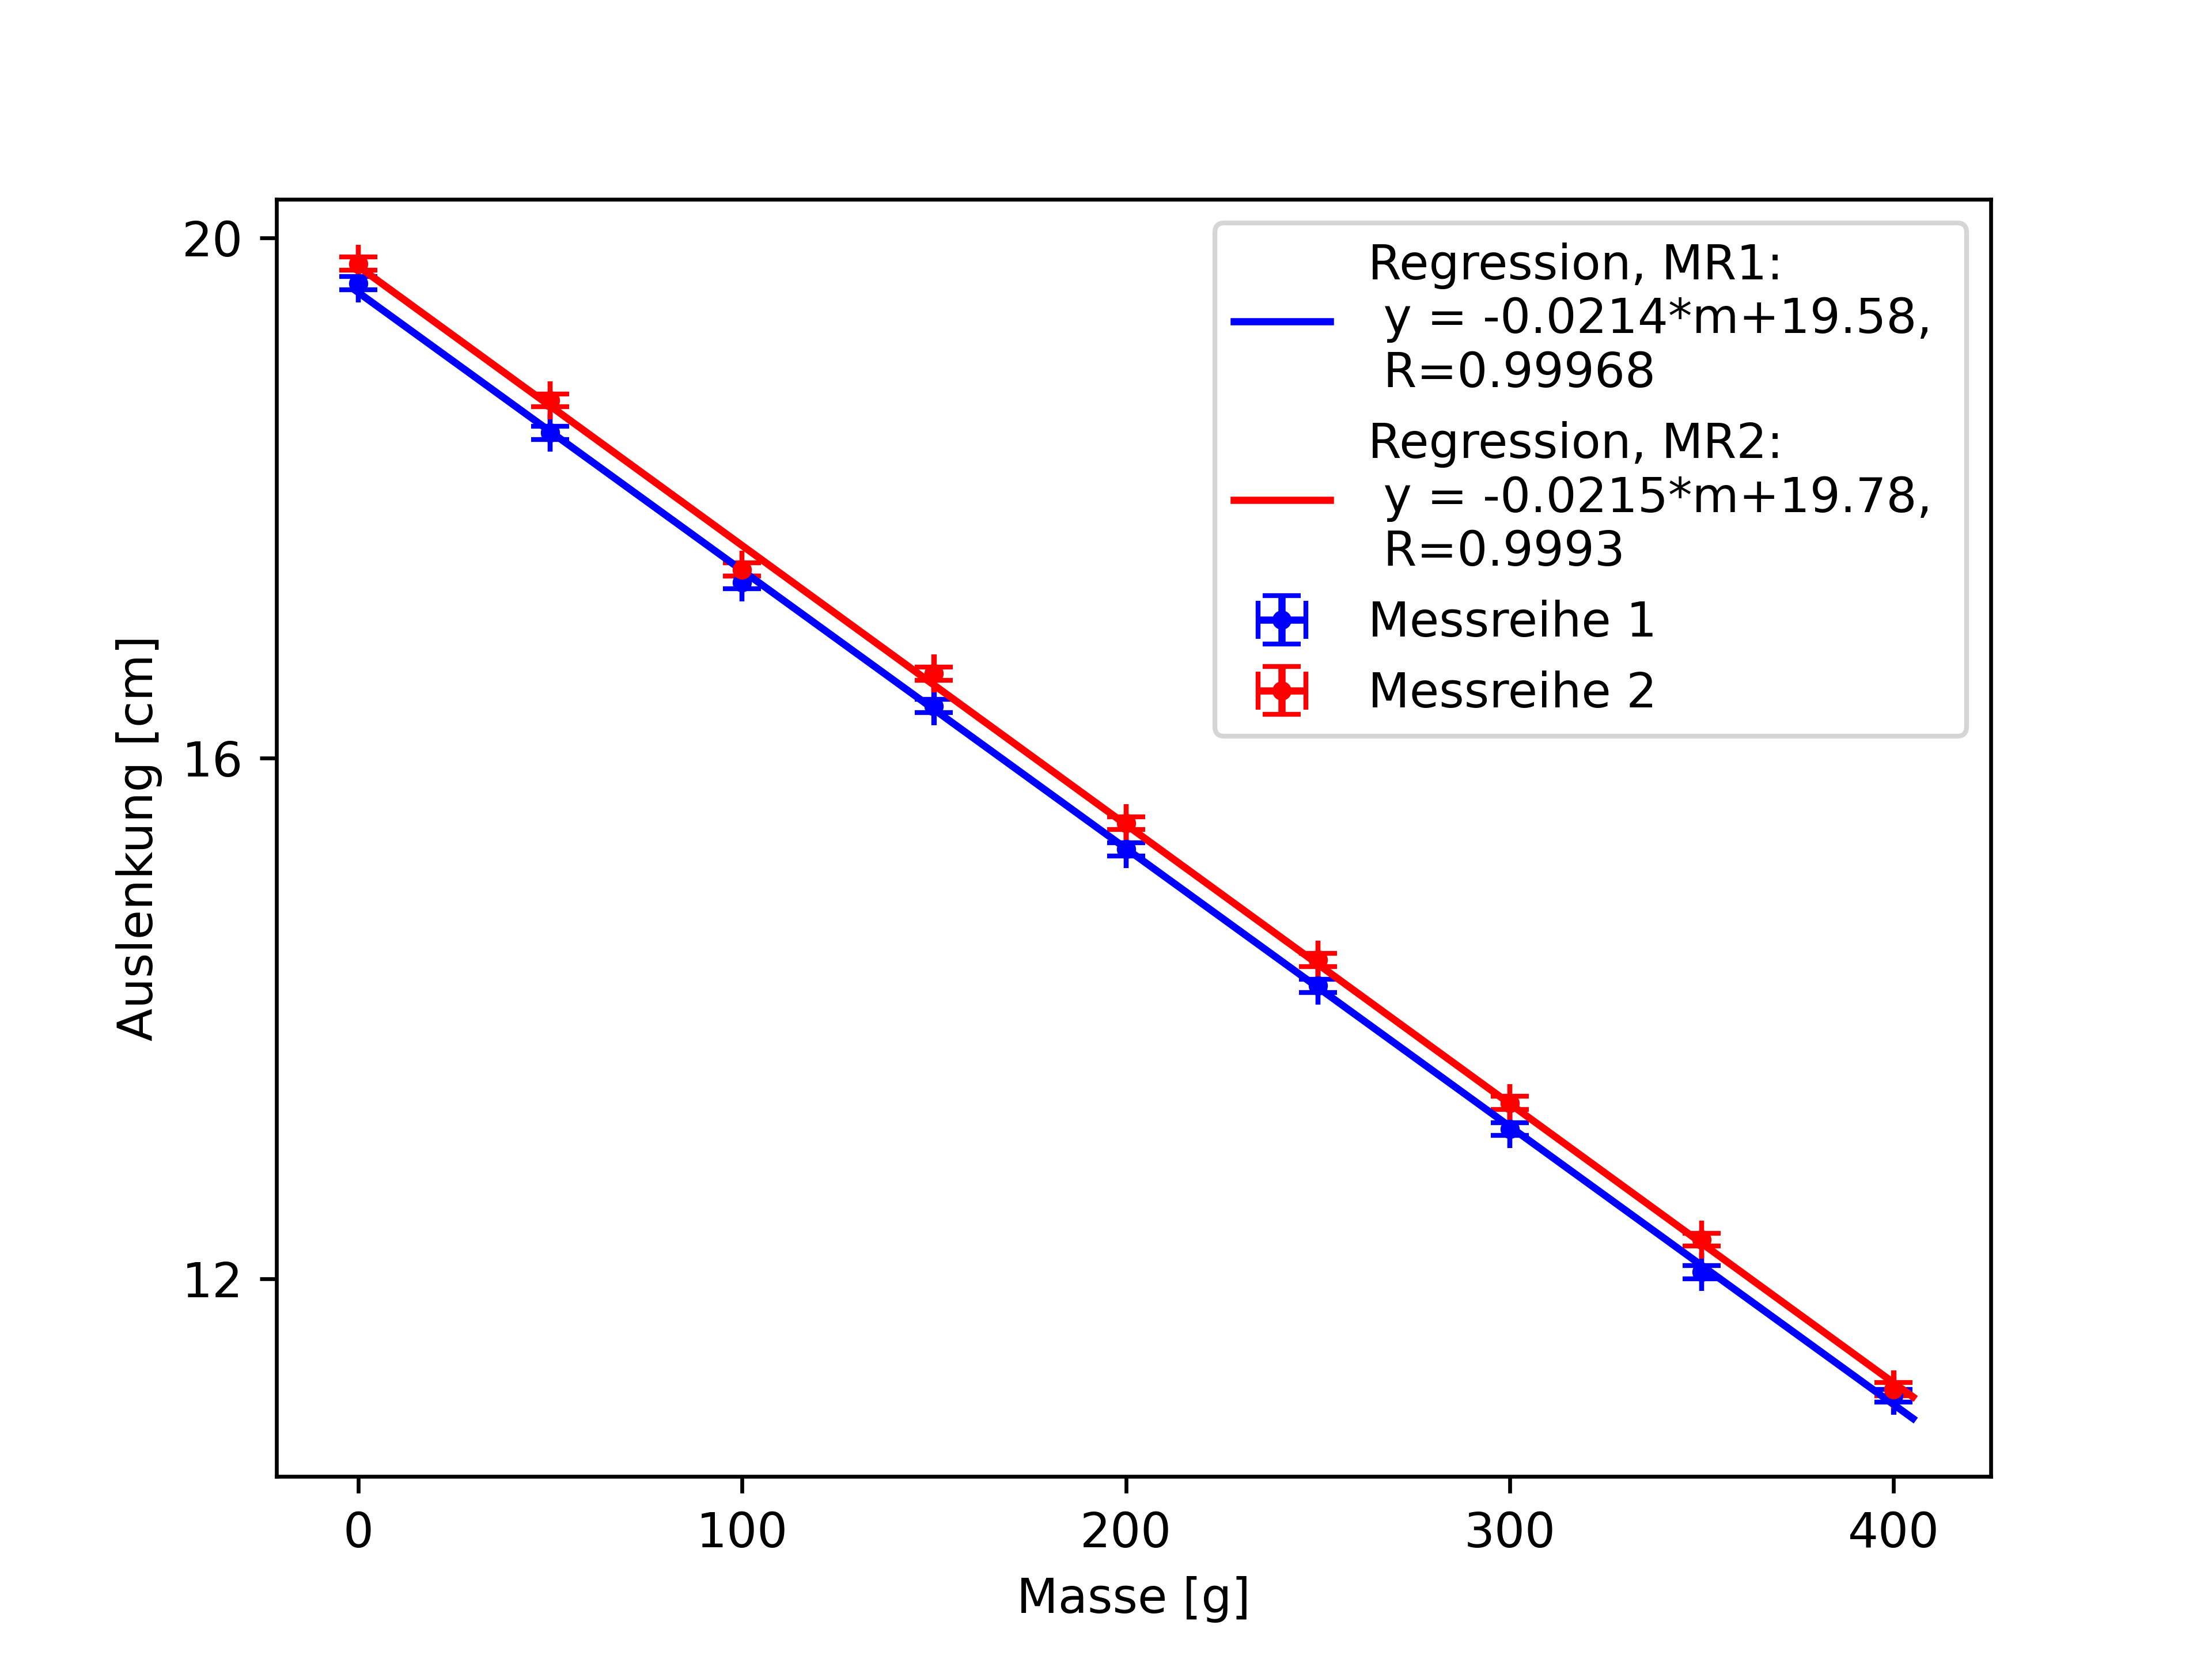 20
16
12
Auslenkung [cm]
0 100 200 300 400
Masse [g]
Regression, MR1:
y = -0.0214*m+19.58,
R=0.99968
Regression, MR2:
y = -0.0215*m+19.78,
R=0.9993
Messreihe 1
Messreihe 2